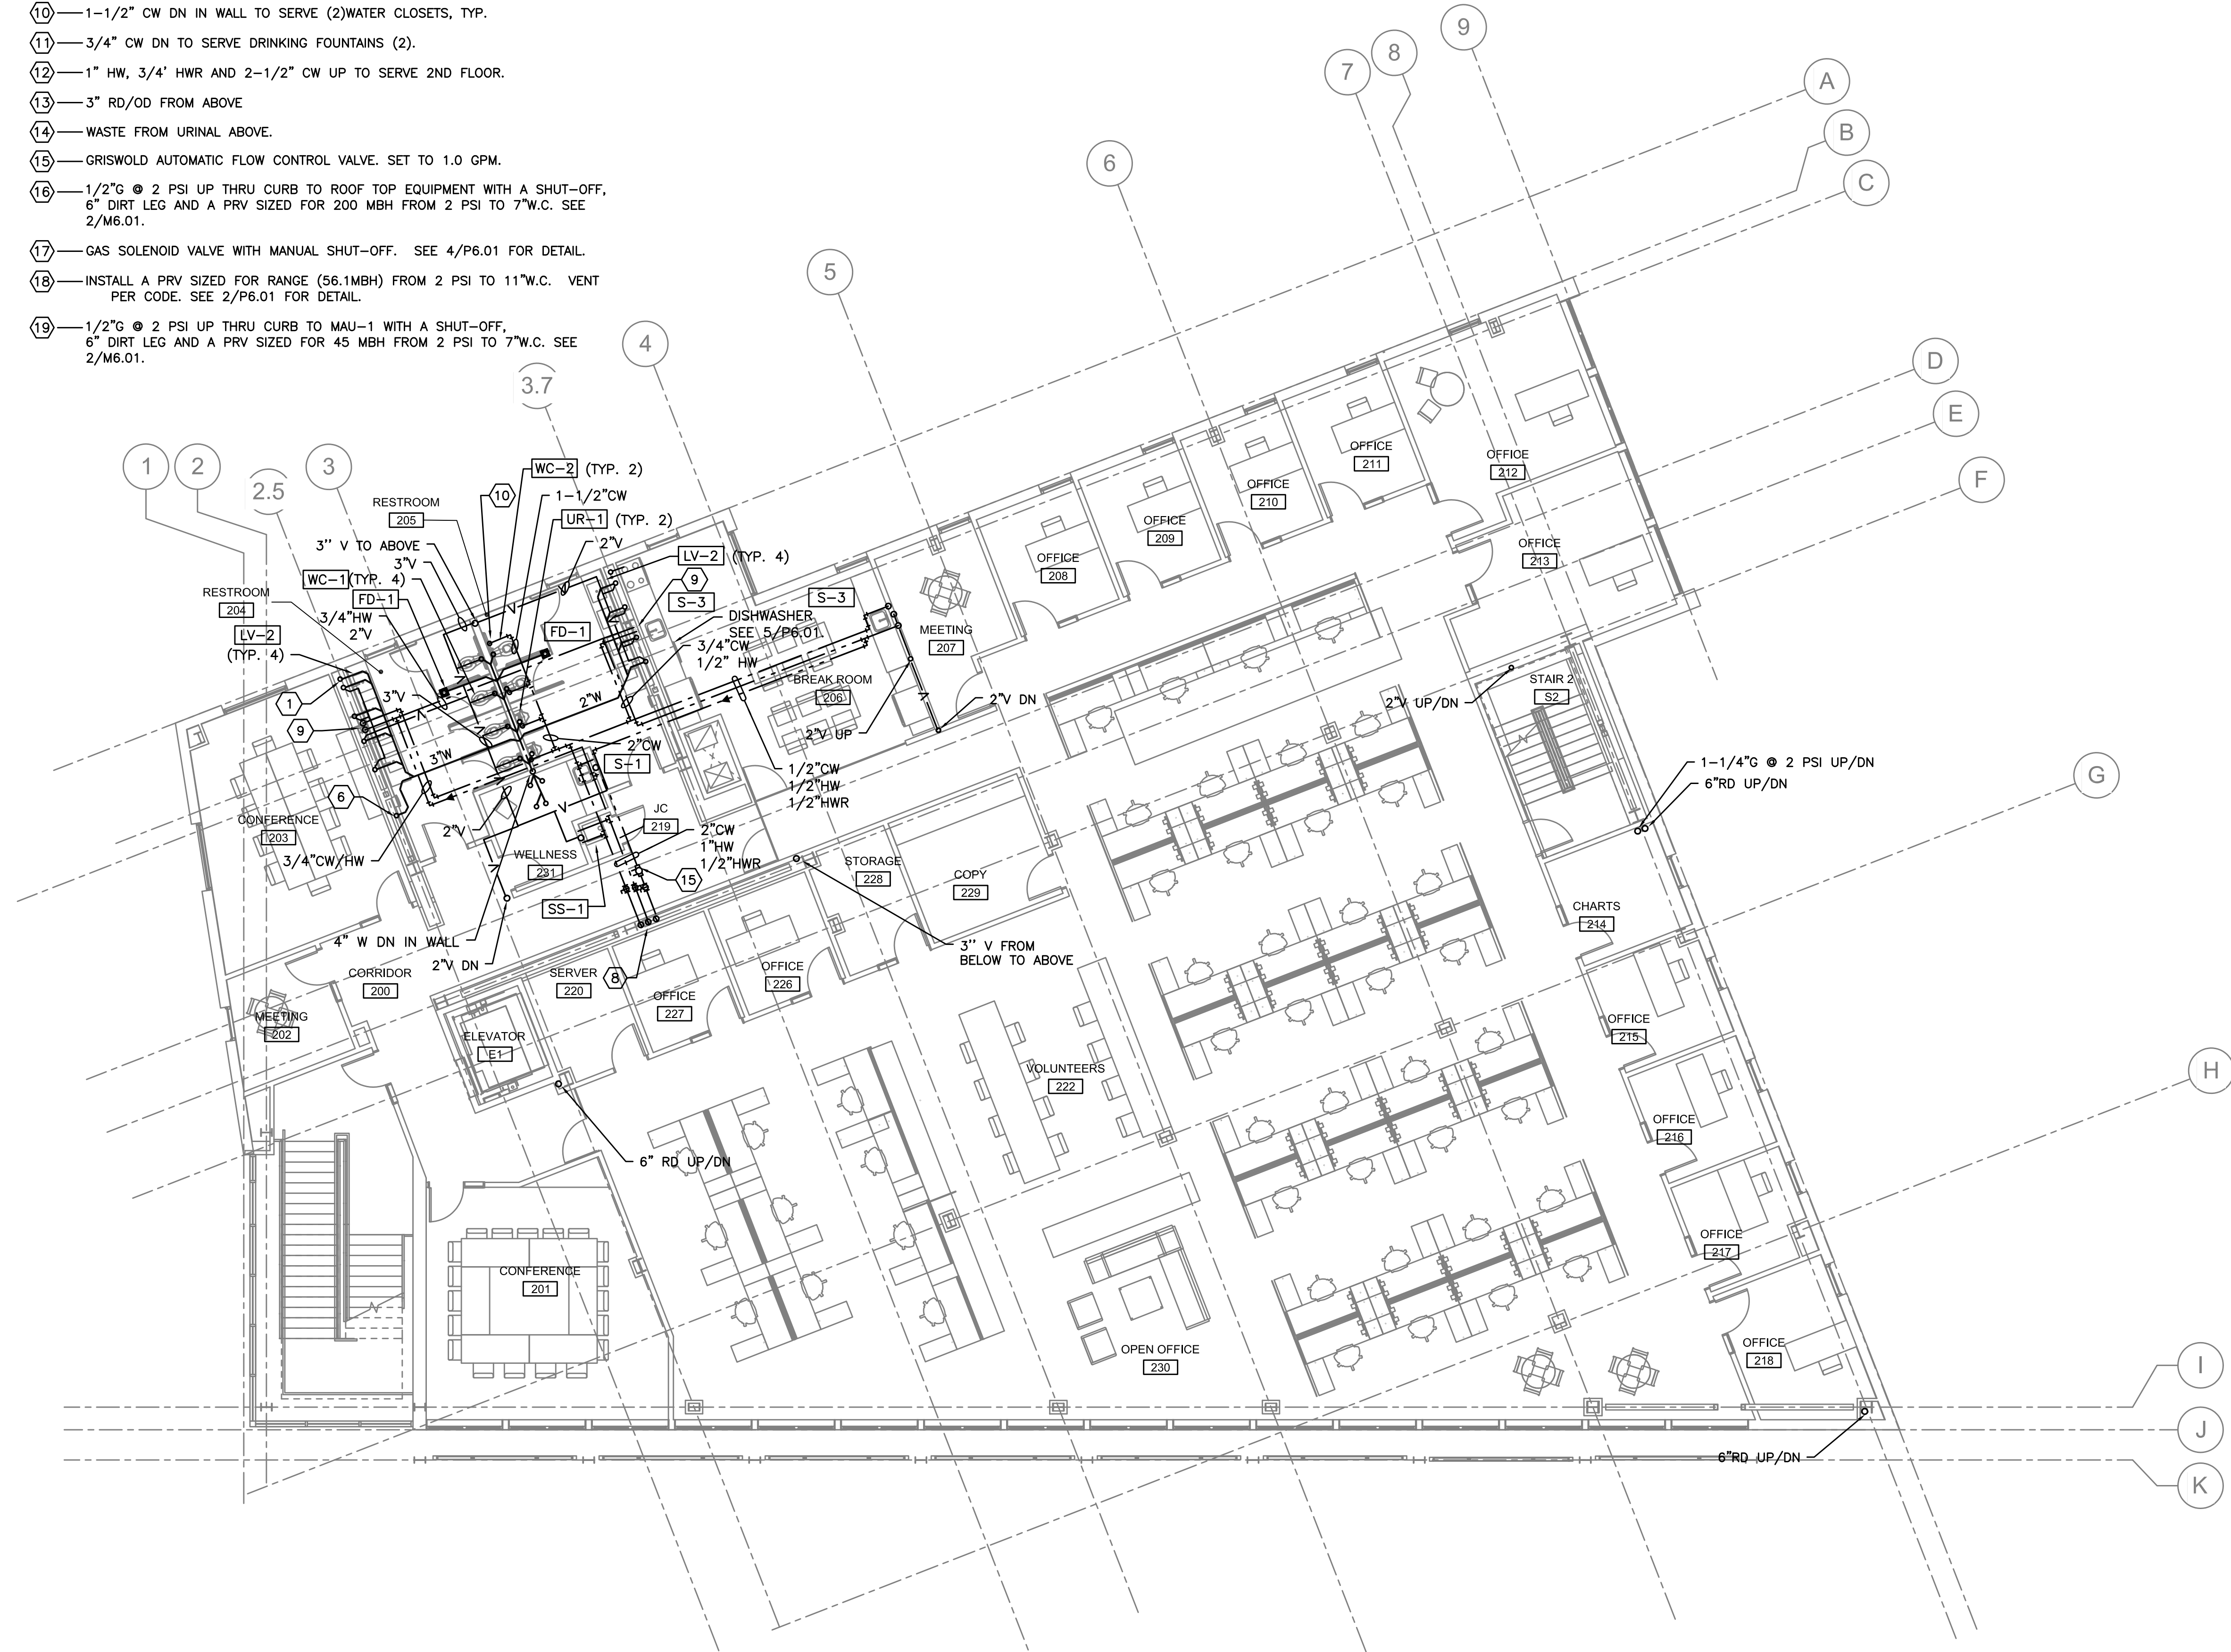 10 1-1/2" CW DN IN WALL TO SERVE (2)WATER CLOSETS, TYP.
11 3/4" CW DN TO SERVE DRINKING FOUNTAINS (2).
12 1" HW, 3/4' HWR AND 2-1/2" CW UP TO SERVE 2ND FLOOR.
13 3" RD/OD FROM ABOVE
14 WASTE FROM URINAL ABOVE.
15 GRISWOLD AUTOMATIC FLOW CONTROL VALVE. SET TO 1.0 GPM.
16 1/2"G @ 2 PSI UP THRU CURB TO ROOF TOP EQUIPMENT WITH A SHUT-OFF,
6" DIRT LEG AND A PRV SIZED FOR 200 MBH FROM 2 PSI TO 7"W.C. SEE
2/M6.01.
17 GAS SOLENOID VALVE WITH MANUAL SHUT-OFF. SEE 4/P6.01 FOR DETAIL.
18 INSTALL A PRV SIZED FOR RANGE (56.1MBH) FROM 2 PSI TO 11"W.C. VENT
PER CODE. SEE 2/P6.01 FOR DETAIL.
19 1/2"G @ 2 PSI UP THRU CURB TO MAU-1 WITH A SHUT-OFF,
6" DIRT LEG AND A PRV SIZED FOR 45 MBH FROM 2 PSI TO 7"W.C. SEE
2/M6.01.
1
2
2.5
3
3.7
4
5
6
7
8
9
A
B
C
D
E
F
G
H
I
J
K
WC-2 (TYP. 2)
10
1-1/2"CW
RESTROOM
205
UR-1 (TYP. 2)
3'' V TO ABOVE
2"V
3"V
LV-2 (TYP. 4)
WC-1 (TYP. 4)
9
FD-1
RESTROOM
204
S-3
S-3
3/4"HW
2"V
DISHWASHER
SEE 5/P6.01.
FD-1
LV-2
(TYP. 4)
3/4"CW
1/2" HW
3"V
2"W
BREAK ROOM
206
1
9
2"V UP
2"V DN
3"W
2"CW
S-1
1/2"CW
1/2"HW
1/2"HWR
6
JC
219
CONFERENCE
203
2"V
2"CW
1"HW
1/2"HWR
3/4"CW/HW
WELLNESS
231
15
SS-1
4" W DN IN WALL
2"V DN
V
V
V
3'' V FROM
BELOW TO ABOVE
CORRIDOR
200
SERVER
220
8
OFFICE
227
OFFICE
226
STORAGE
228
COPY
229
MEETING
202
ELEVATOR
E1
6" RD UP/DN
CONFERENCE
201
VOLUNTEERS
222
OPEN OFFICE
230
MEETING
207
OFFICE
208
OFFICE
209
OFFICE
210
OFFICE
211
OFFICE
212
OFFICE
213
STAIR 2
S2
2"V UP/DN
1-1/4"G @ 2 PSI UP/DN
6"RD UP/DN
CHARTS
214
OFFICE
215
OFFICE
216
OFFICE
217
OFFICE
218
6"RD UP/DN